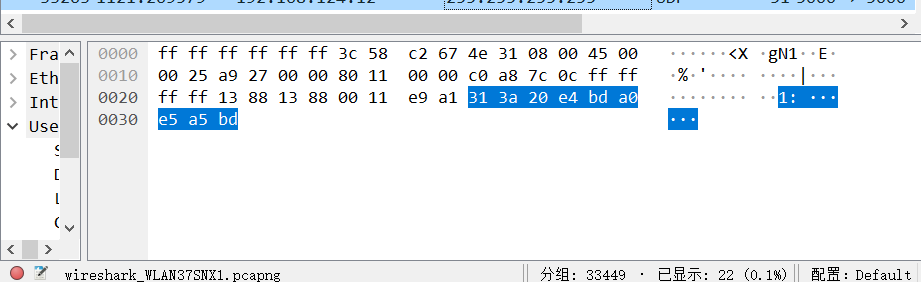 Fra
Eth
Int
Use
0000 ff ff ff ff ff ff 3c 58 c2 67 4e 31 08 00 45 00 ······<X ·gN1··E·
0010 00 25 a9 27 00 00 80 11 00 00 c0 a8 7c 0c ff ff ·%·'···· ····|···
0020 ff ff 13 88 13 88 00 11 e9 a1 31 3a 20 e4 bd a0 ········ ··1: ···
0030 e5 a5 bd ···
wireshark_WLAN37SNX1.pcapng
分组: 33449 · 已显示: 22 (0.1%)
配置: Default